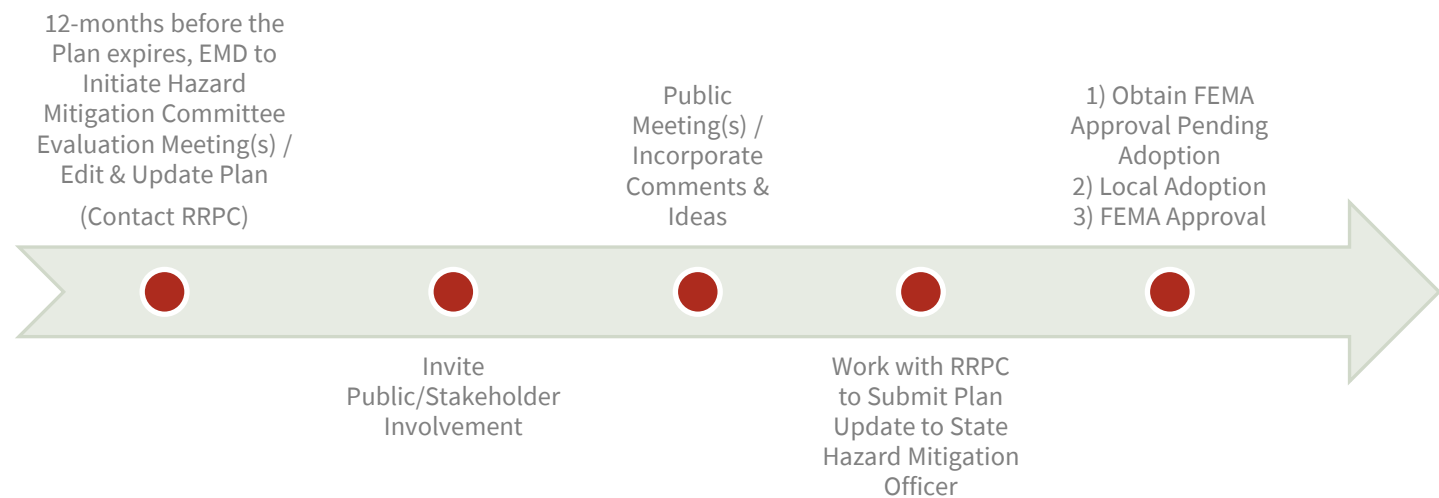 12-months before the
Plan expires, EMD to
Initiate Hazard
Mitigation Committee
Evaluation Meeting(s) /
Edit & Update Plan
(Contact RRPC)
Invite
Public/Stakeholder
Involvement
Public
Meeting(s) /
Incorporate
Comments &
Ideas
Work with RRPC
to Submit Plan
Update to State
Hazard Mitigation
Officer
1) Obtain FEMA
Approval Pending
Adoption
2) Local Adoption
3) FEMA Approval